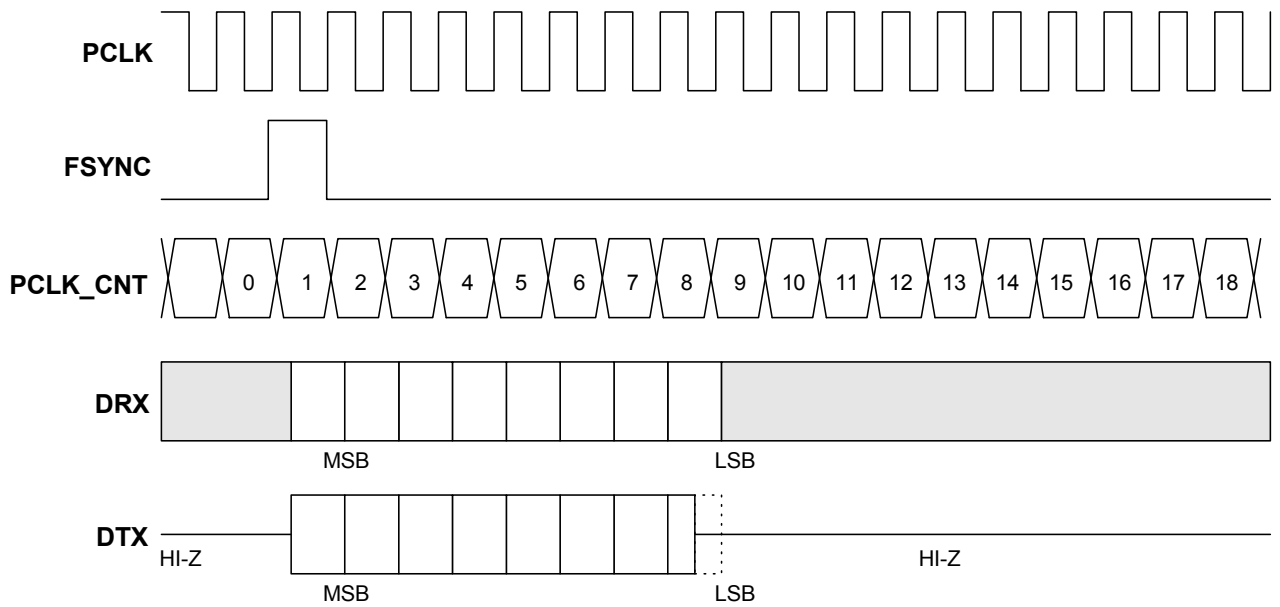 PCLK
FSYNC
PCLK_CNT 0 1 2 3 4 5 6 7 8 9 10 11 12 13 14 15 16 17 18
DRX
MSB LSB
DTX
HI-Z HI-Z
MSB LSB